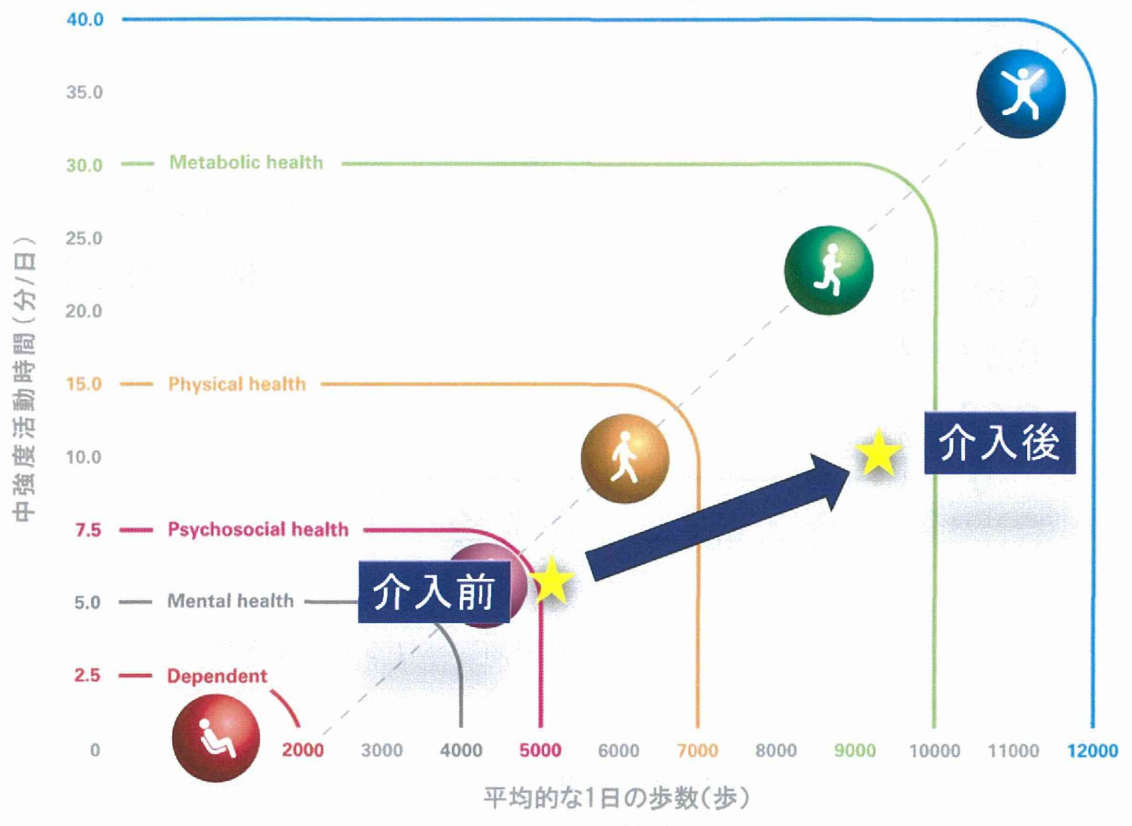 40.0
35.0
30.0 Metabolic health
25.0
20.0
15.0 Physical health
10.0
7.5 Psychosocial health
5.0 Mental health
2.5 Dependent
0
中強度活動時間(分/日)
介入前
介入後
2000 3000 4000 5000 6000 7000 8000 9000 10000 11000 12000
平均的な1日の歩数(歩)